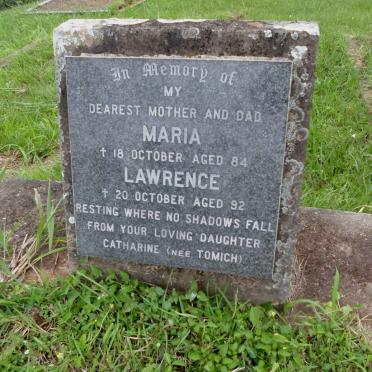 In Memory of
MY
DEAREST MOTHER AND DAD
MARIA
† 18 OCTOBER AGED 84
LAWRENCE
† 20 OCTOBER AGED 92
RESTING WHERE NO SHADOWS FALL
FROM YOUR LOVING DAUGHTER
CATHARINE (NEE TOMICH)